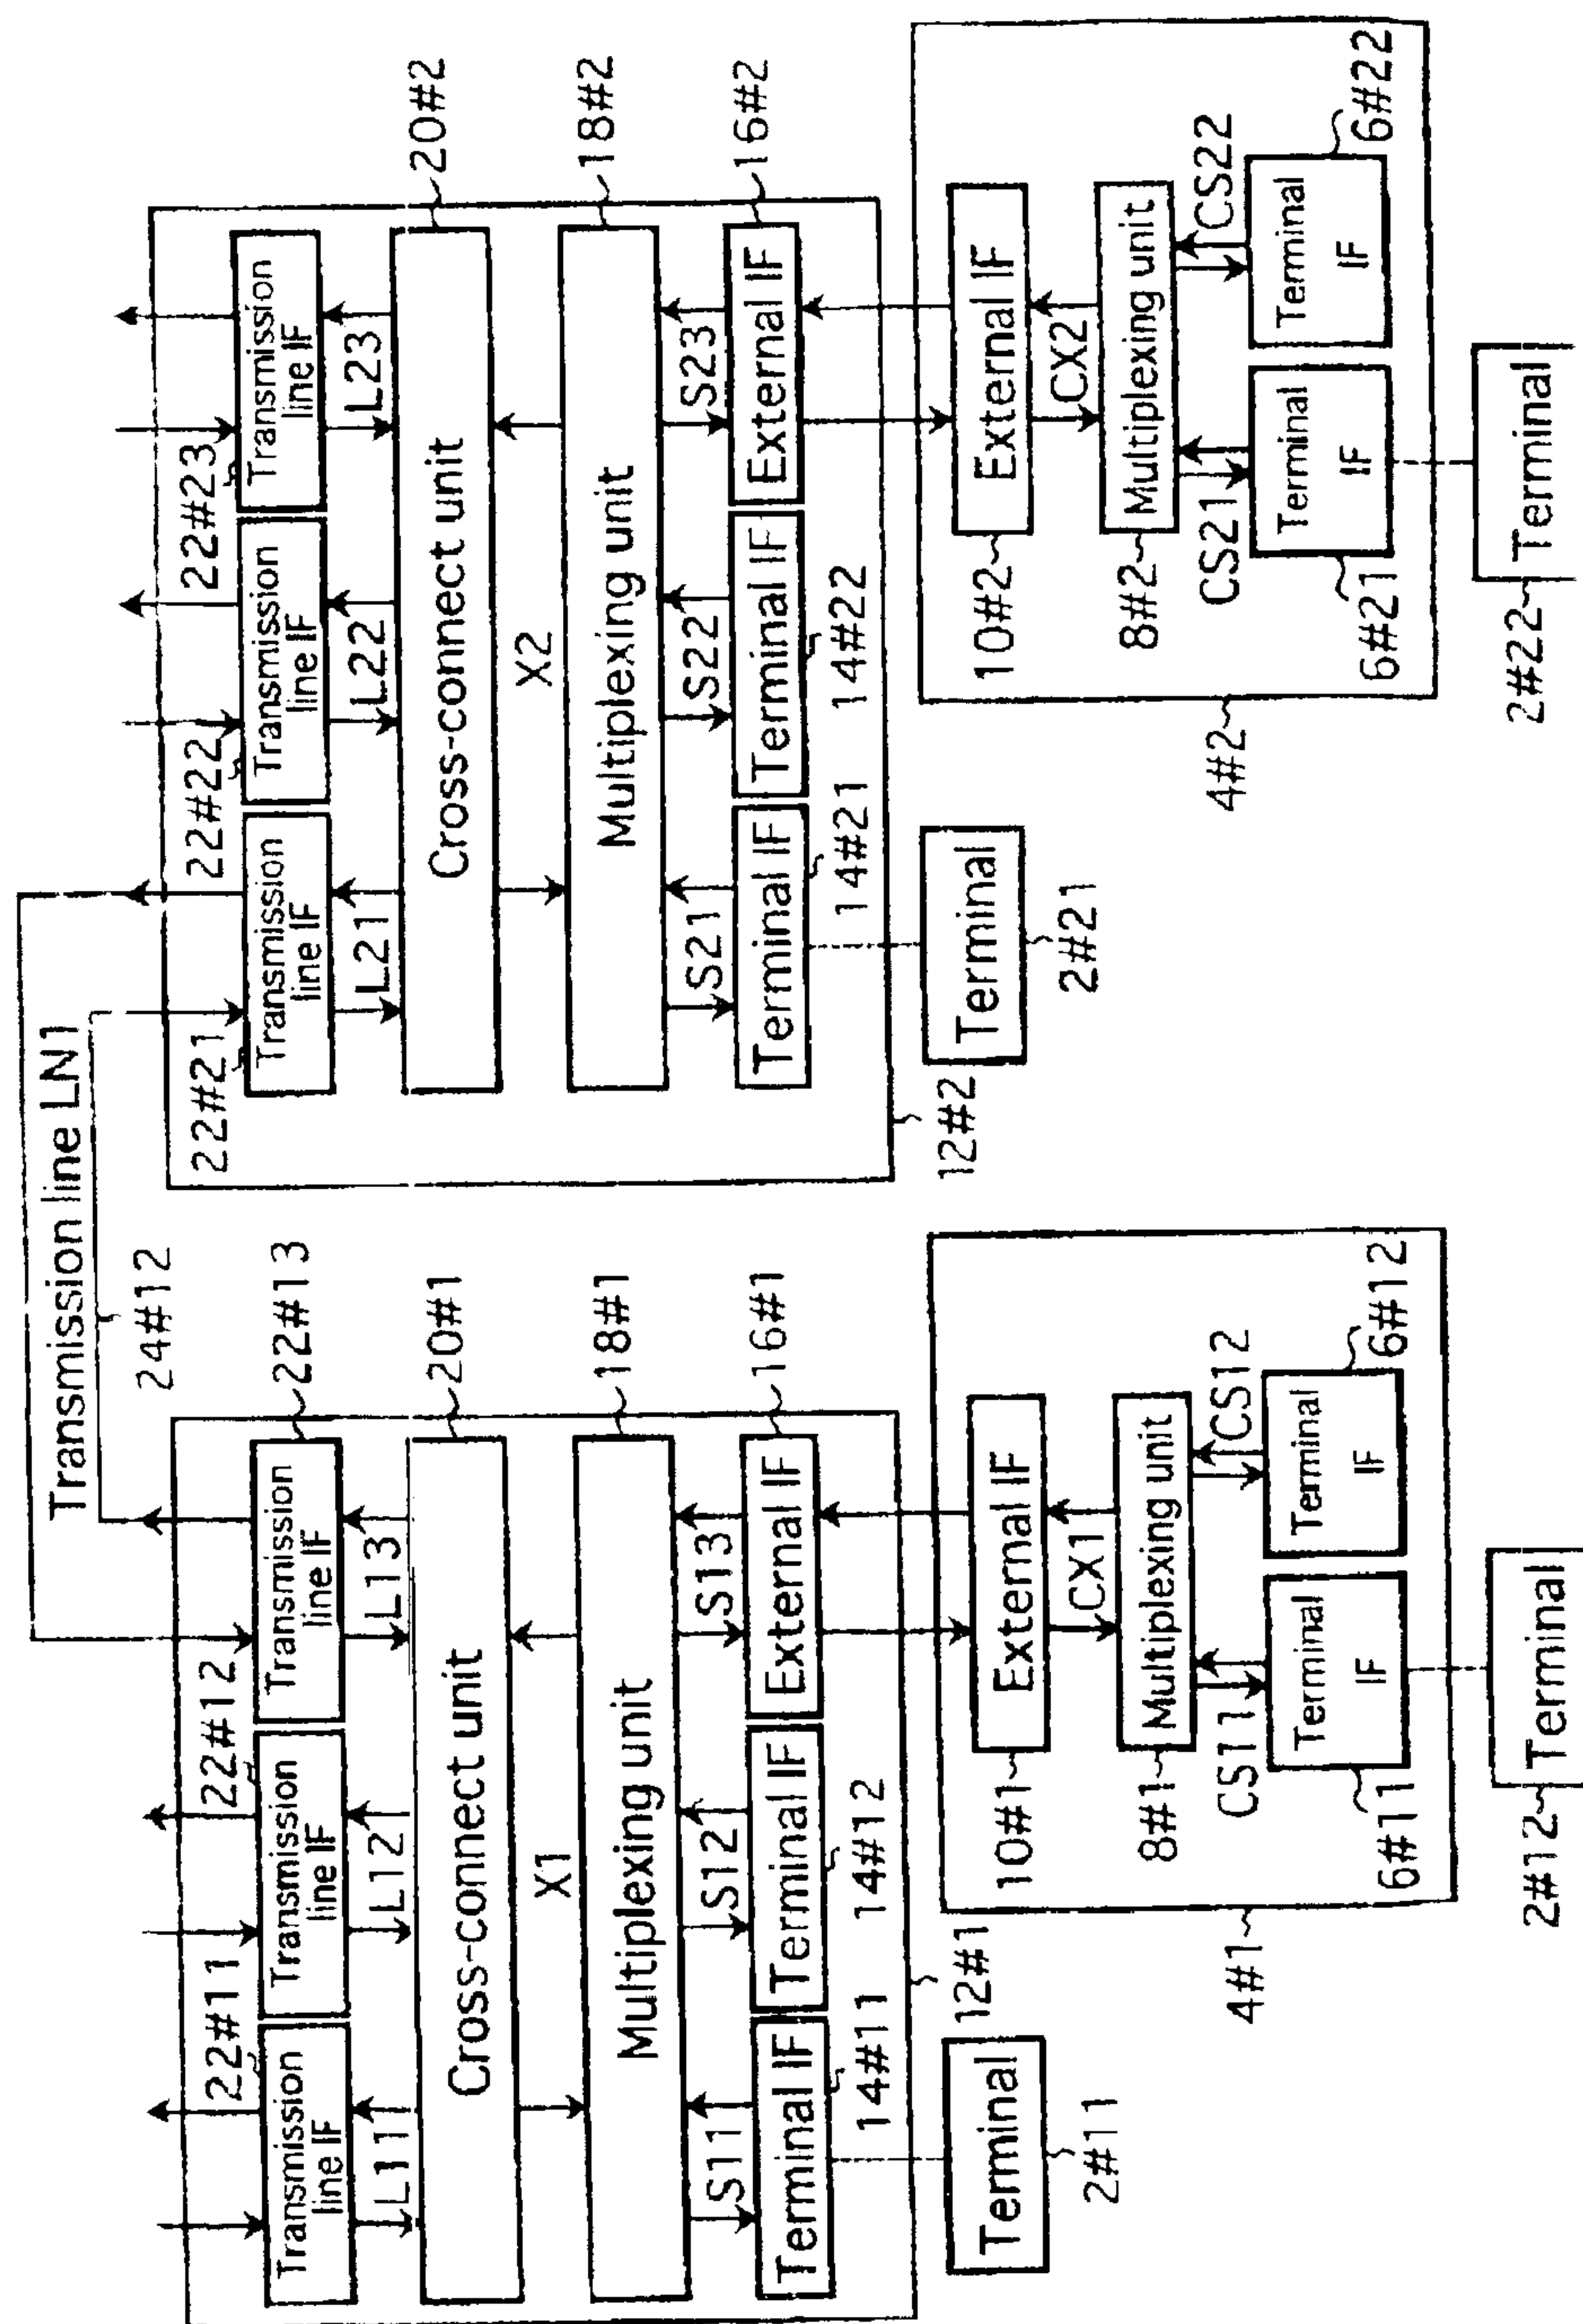 Transmission line LN1
24#12
22#11
22#12
22#13
Transmission
line IF
Transmission
line IF
Transmission
line IF
L11
L12
L13
Cross-connect unit
20#1
X1
Multiplexing unit
18#1
S11
S12
S13
Terminal IF
Terminal IF
External IF
16#1
14#11
14#12
12#1
Terminal
2#11
External IF
10#1
CX1
Multiplexing unit
8#1
CS11
CS12
Terminal
IF
Terminal
IF
6#11
6#12
4#1
2#12
Terminal
22#21
22#22
22#23
Transmission
line IF
Transmission
line IF
Transmission
line IF
L21
L22
L23
Cross-connect unit
20#2
X2
Multiplexing unit
18#2
S21
S22
S23
Terminal IF
Terminal IF
External IF
16#2
14#21
14#22
12#2
Terminal
2#21
External IF
10#2
CX2
Multiplexing unit
8#2
CS21
CS22
Terminal
IF
Terminal
IF
6#21
6#22
4#2
2#22
Terminal